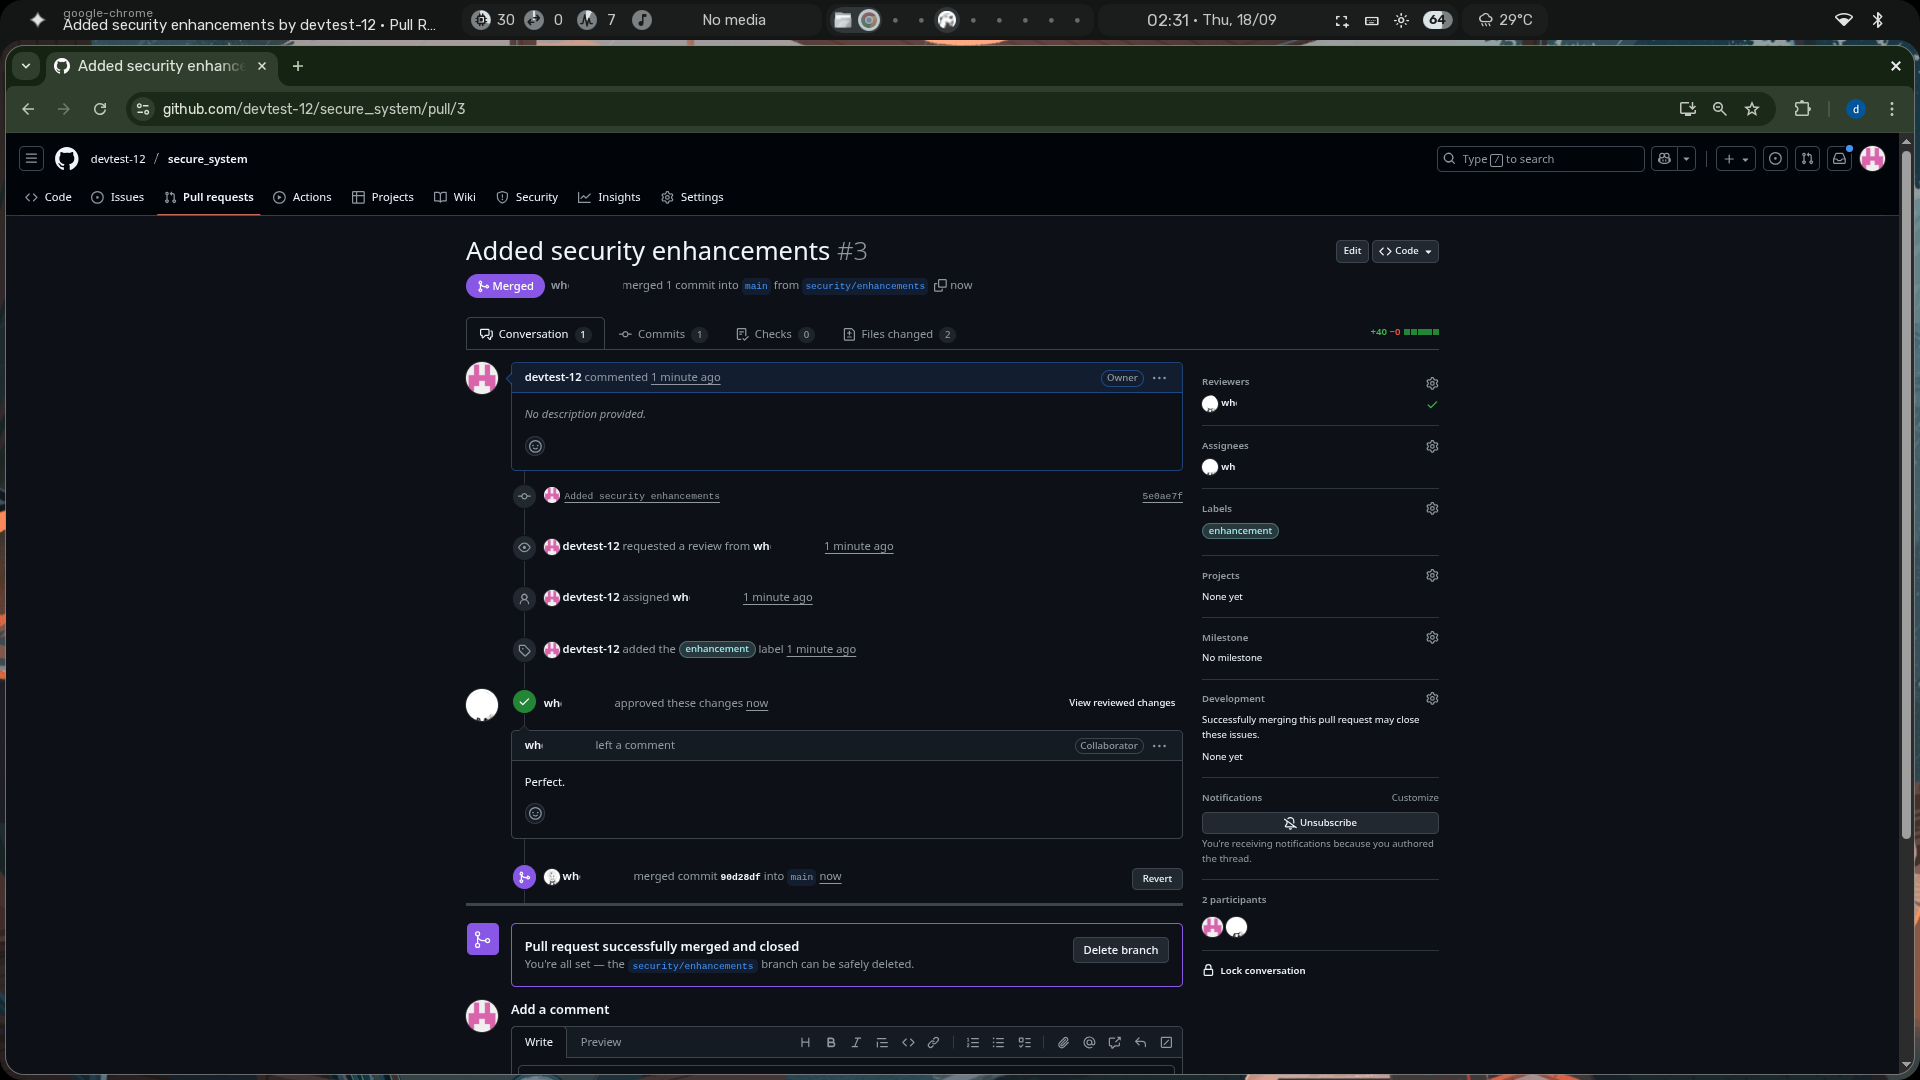 google-chrome
Added security enhancements by devtest-12 • Pull R...
30 0 7
No media
02:31 • Thu, 18/09
64
29°C
Added security enhance
github.com/devtest-12/secure_system/pull/3
d
devtest-12 / secure_system
Type / to search
Code Issues Pull requests Actions Projects Wiki Security Insights Settings
Added security enhancements #3
Edit Code
Merged wh merged 1 commit into main from security/enhancements now
Conversation 1 Commits 1 Checks 0 Files changed 2
+40 −0
devtest-12 commented 1 minute ago
Owner
No description provided.
Added security enhancements 5e0ae7f
devtest-12 requested a review from wh 1 minute ago
devtest-12 assigned wh 1 minute ago
devtest-12 added the enhancement label 1 minute ago
wh approved these changes now
View reviewed changes
wh left a comment
Collaborator
Perfect.
wh merged commit 90d28df into main now
Revert
Pull request successfully merged and closed
You're all set — the security/enhancements branch can be safely deleted.
Delete branch
Add a comment
Write Preview
Reviewers
wh
Assignees
wh
Labels
enhancement
Projects
None yet
Milestone
No milestone
Development
Successfully merging this pull request may close
these issues.
None yet
Notifications Customize
Unsubscribe
You're receiving notifications because you authored
the thread.
2 participants
Lock conversation